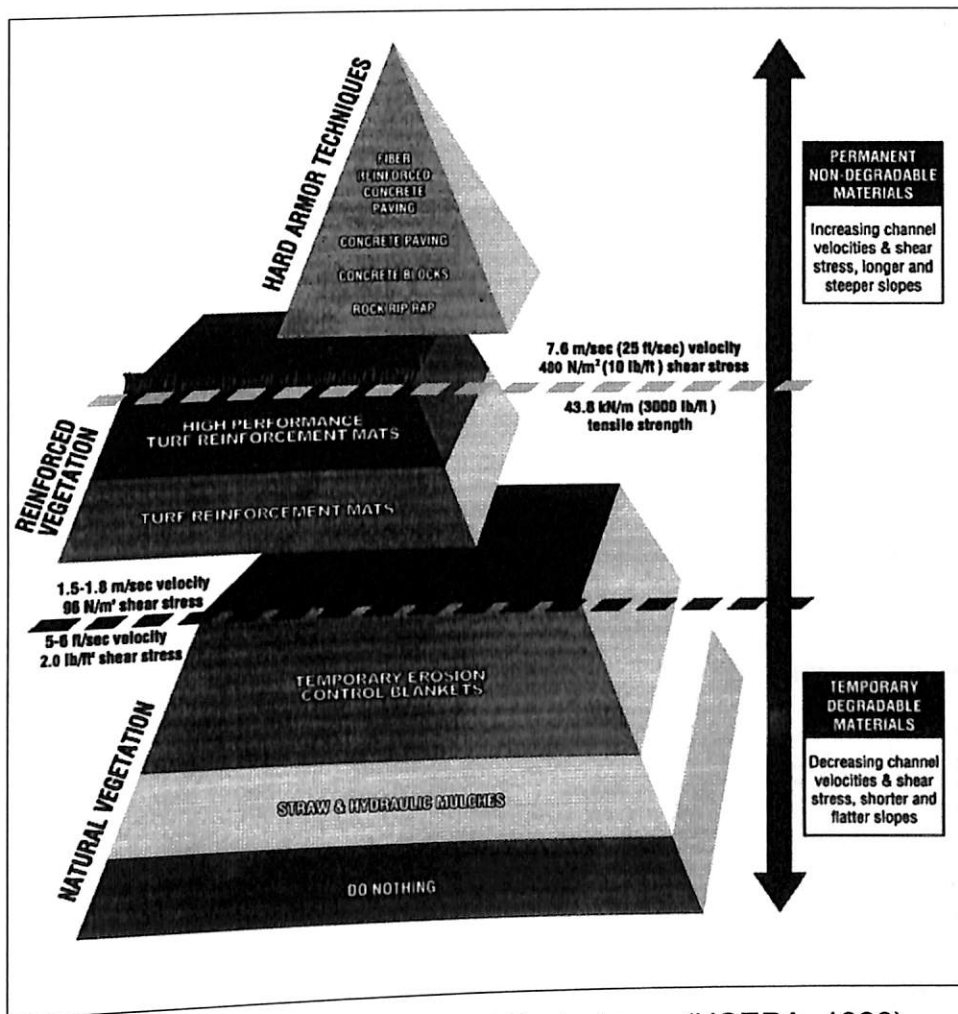 HARD ARMOR TECHNIQUES
FIBER
REINFORCED
CONCRETE
PAVING
CONCRETE PAVING
CONCRETE BLOCKS
ROCK RIP RAP
PERMANENT
NON-DEGRADABLE
MATERIALS
Increasing channel
velocities & shear
stress, longer and
steeper slopes
7.6 m/sec (25 ft/sec) velocity
480 N/m² (10 lb/ft ) shear stress
43.8 kN/m (3000 lb/ft )
tensile strength
REINFORCED
VEGETATION
HIGH PERFORMANCE
TURF REINFORCEMENT MATS
TURF REINFORCEMENT MATS
1.5-1.8 m/sec velocity
96 N/m² shear stress
5-6 ft/sec velocity
2.0 lb/ft² shear stress
NATURAL VEGETATION
TEMPORARY EROSION
CONTROL BLANKETS
STRAW & HYDRAULIC MULCHES
DO NOTHING
TEMPORARY
DEGRADABLE
MATERIALS
Decreasing channel
velocities & shear
stress, shorter and
flatter slopes